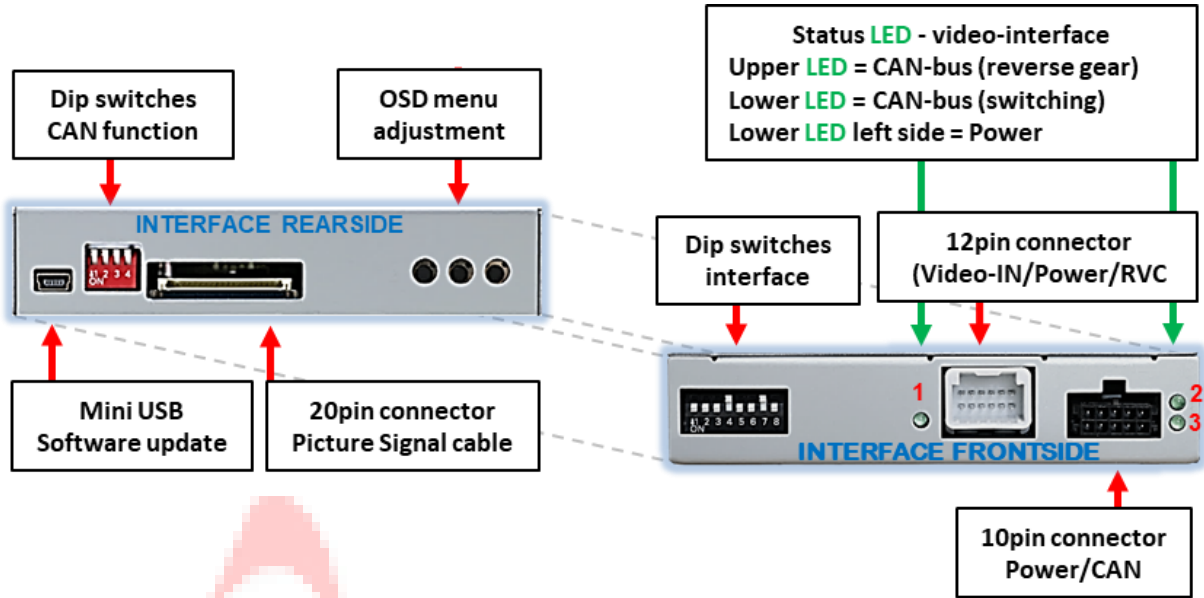 Status LED - video-interface
Upper LED = CAN-bus (reverse gear)
Lower LED = CAN-bus (switching)
Lower LED left side = Power
Dip switches
CAN function
OSD menu
adjustment
INTERFACE REARSIDE
1 2 3 4
ON
Dip switches
interface
12pin connector
(Video-IN/Power/RVC
Mini USB
Software update
20pin connector
Picture Signal cable
1
2
3
1 2 3 4 5 6 7 8
ON
INTERFACE FRONTSIDE
10pin connector
Power/CAN